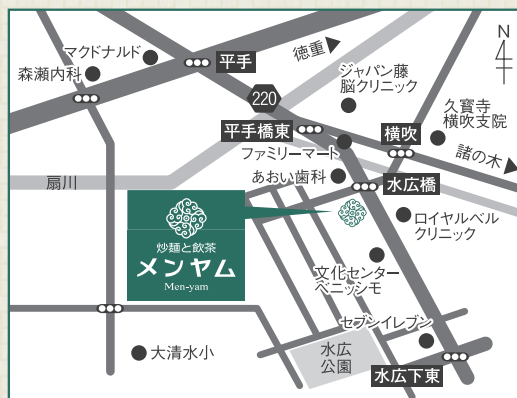 徳重
N
マクドナルド
平手
森瀬内科
ジャパン藤
脳クリニック
220
久寳寺
横吹支院
平手橋東
横吹
ファミリーマート
諸の木
あおい歯科
扇川
水広橋
炒麺と飲茶
メンヤム
Men-yam
ロイヤルベル
クリニック
文化センター
ベニッシモ
セブンイレブン
大清水小
水広
公園
水広下東